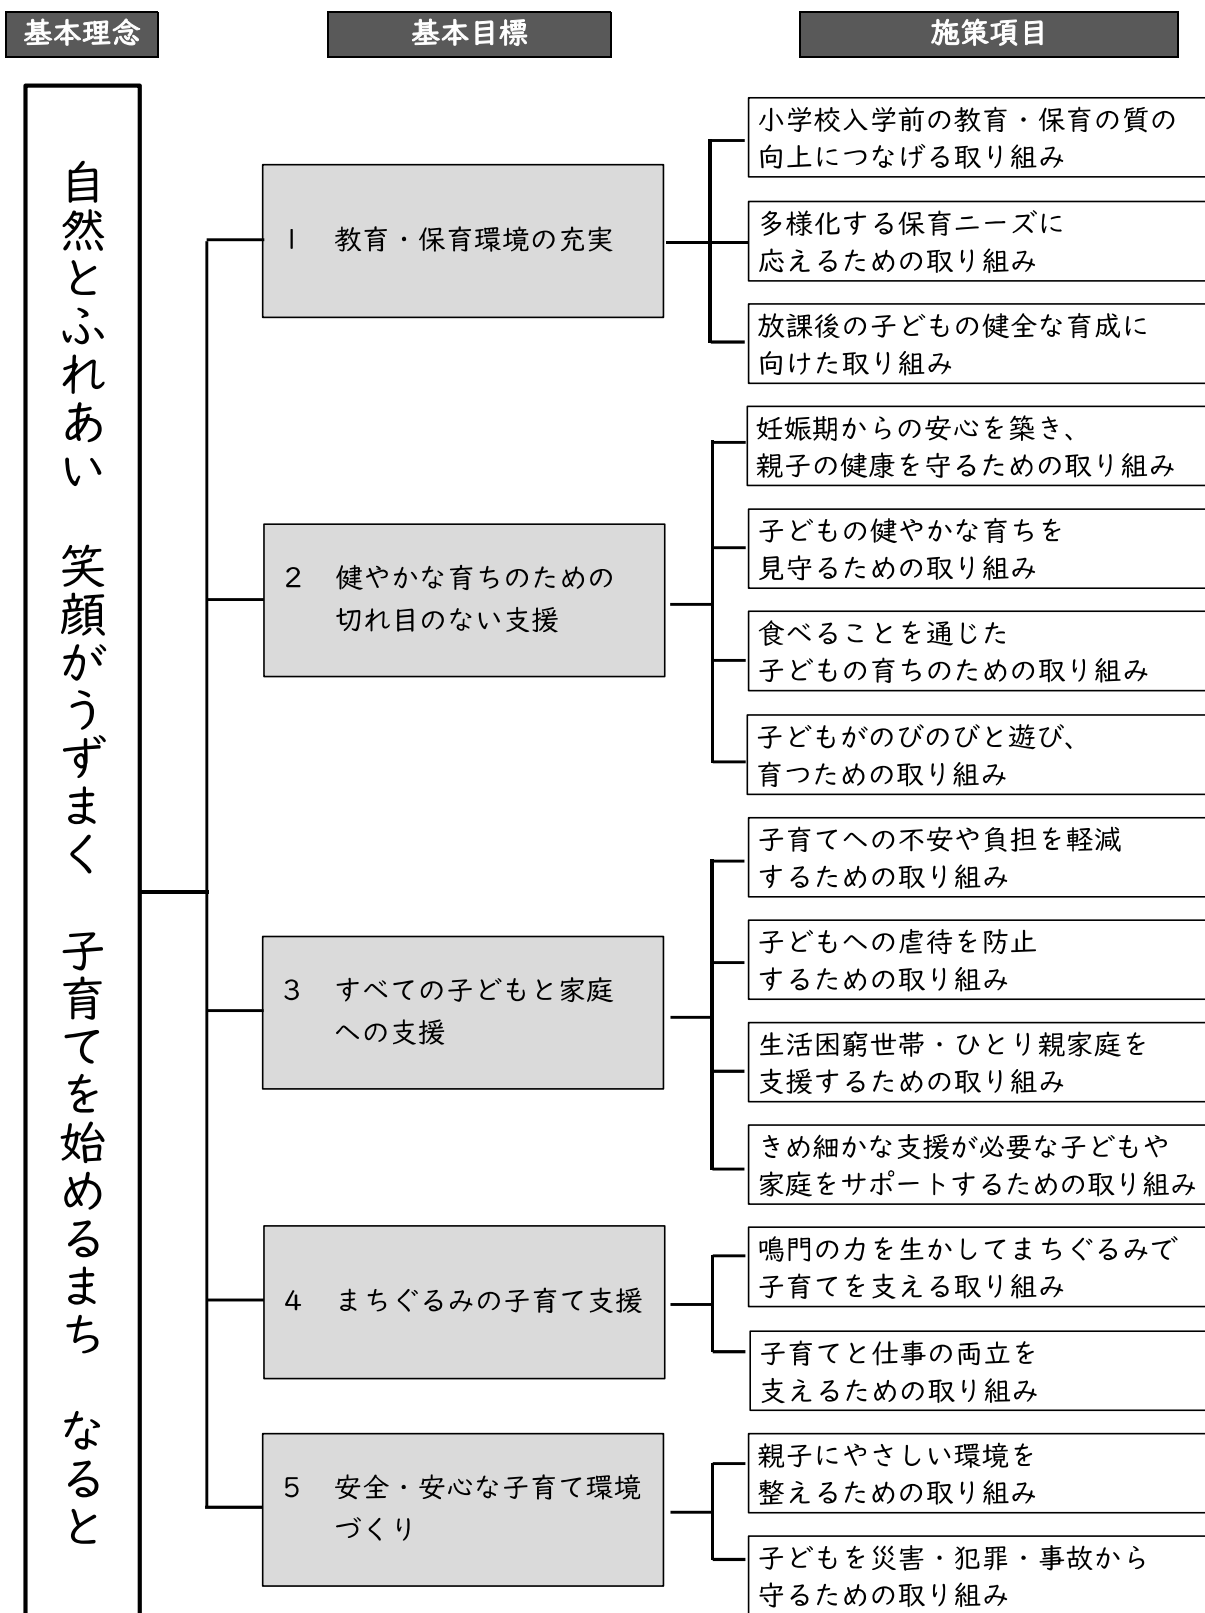 基本理念
基本目標
施策項目
自然とふれあい　笑顔がうずまく　子育てを始めるまち　なると
1　教育・保育環境の充実
小学校入学前の教育・保育の質の
向上につなげる取り組み
多様化する保育ニーズに
応えるための取り組み
放課後の子どもの健全な育成に
向けた取り組み
2　健やかな育ちのための
切れ目のない支援
妊娠期からの安心を築き、
親子の健康を守るための取り組み
子どもの健やかな育ちを
見守るための取り組み
食べることを通じた
子どもの育ちのための取り組み
子どもがのびのびと遊び、
育つための取り組み
3　すべての子どもと家庭
への支援
子育てへの不安や負担を軽減
するための取り組み
子どもへの虐待を防止
するための取り組み
生活困窮世帯・ひとり親家庭を
支援するための取り組み
きめ細かな支援が必要な子どもや
家庭をサポートするための取り組み
4　まちぐるみの子育て支援
鳴門の力を生かしてまちぐるみで
子育てを支える取り組み
子育てと仕事の両立を
支えるための取り組み
5　安全・安心な子育て環境
づくり
親子にやさしい環境を
整えるための取り組み
子どもを災害・犯罪・事故から
守るための取り組み